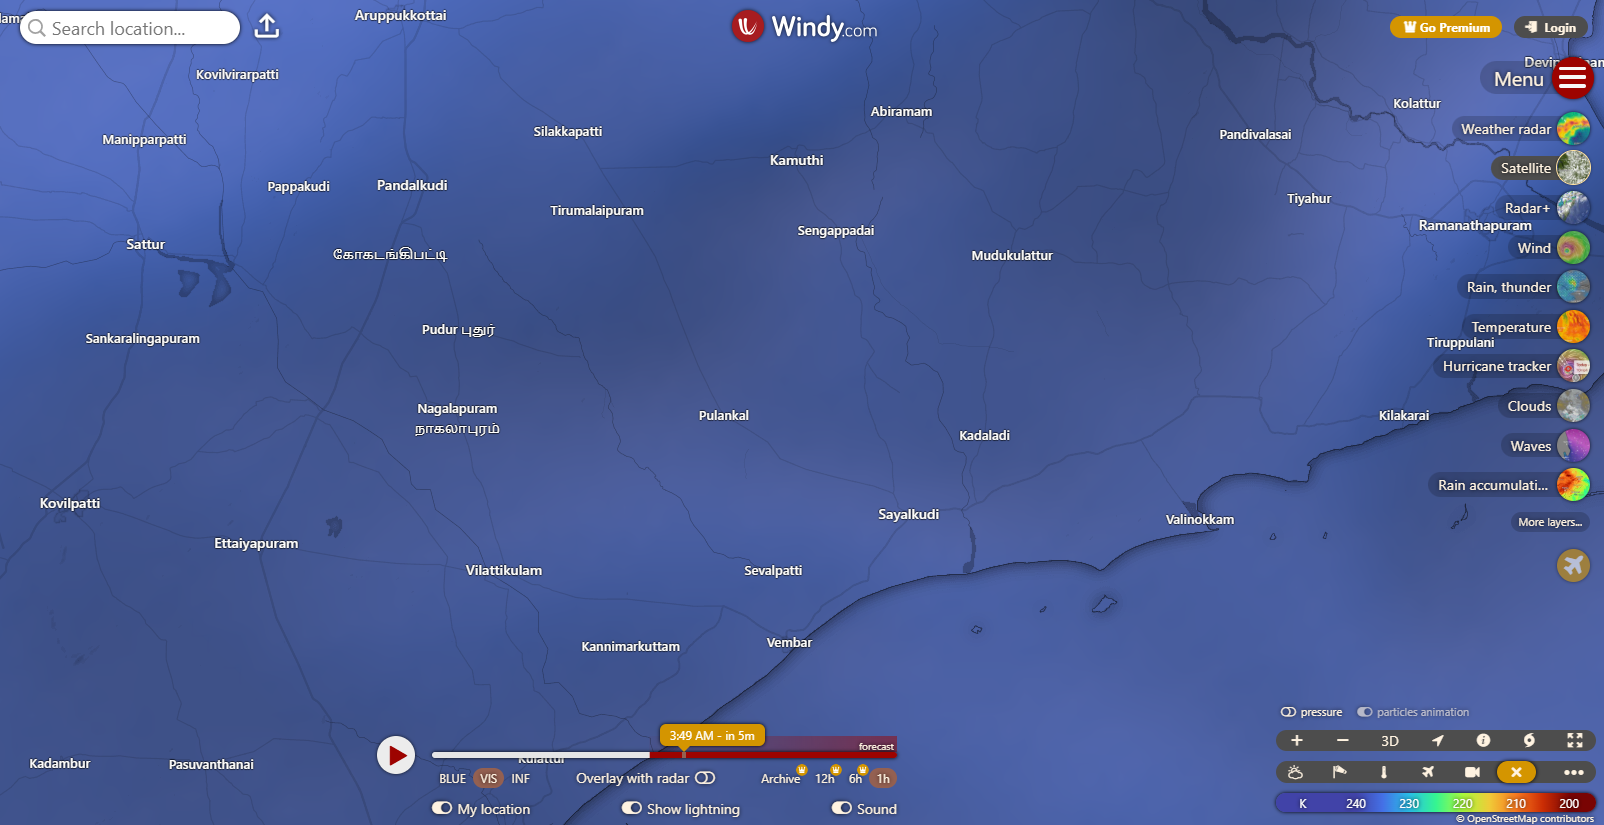 Search location...
Aruppukkottai
Windy.com
Go Premium
Login
Kovilvirarpatti
Menu
Kolattur
Abiramam
Silakkapatti
Pandivalasai
Weather radar
Manipparpatti
Kamuthi
Satellite
Pappakudi
Pandalkudi
Tirumalaipuram
Tiyahur
Radar+
Ramanathapuram
Sengappadai
Sattur
Wind
கோகடங்கிபட்டி
Mudukulattur
Rain, thunder
Temperature
Pudur புதுர்
Sankaralingapuram
Tiruppulani
Hurricane tracker
Nagalapuram
நாகலாபுரம்
Clouds
Pulankal
Kilakarai
Kadaladi
Waves
Rain accumulati...
Kovilpatti
Sayalkudi
Valinokkam
More layers...
Ettaiyapuram
Vilattikulam
Sevalpatti
Kannimarkuttam
Vembar
pressure
particles animation
3:49 AM - in 5m
forecast
3D
Kadambur
Pasuvanthanai
Kulattur
BLUE
VIS
INF
Overlay with radar
Archive
12h
6h
1h
My location
Show lightning
Sound
K 240 230 220 210 200
© OpenStreetMap contributors